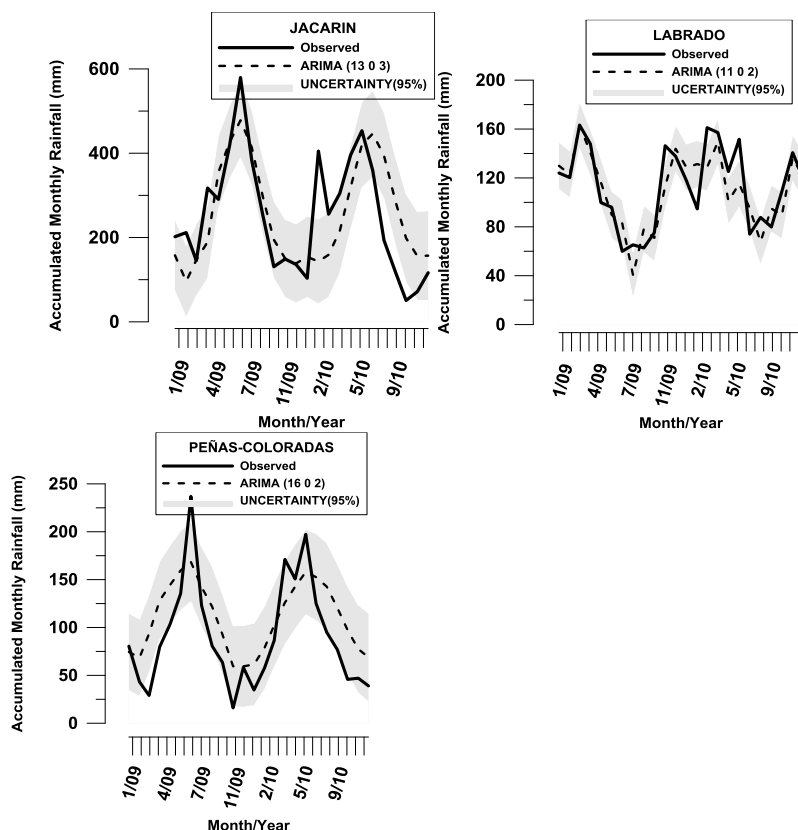 JACARIN
Observed
ARIMA (13 0 3)
UNCERTAINTY(95%)
Accumulated Monthly Rainfall (mm)
600
400
200
0
1/09
4/09
7/09
11/09
2/10
5/10
9/10
Month/Year
LABRADO
Observed
ARIMA (11 0 2)
UCERTAINTY(95%)
Accumulated Monthly Rainfall (mm)
200
160
120
80
40
0
1/09
4/09
7/09
11/09
2/10
5/10
9/10
Month/Year
PEÑAS-COLORADAS
Observed
ARIMA (16 0 2)
UNCERTAINTY(95%)
Accumulated Monthly Rainfall (mm)
250
200
150
100
50
0
1/09
4/09
7/09
11/09
2/10
5/10
9/10
Month/Year